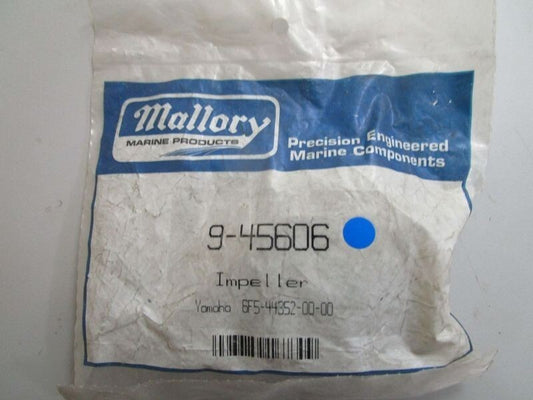 Mallory
MARINE PRODUCTS
Precision Engineered
Marine Components
9-45606
Impeller
Yamaha 6F5-44352-00-00